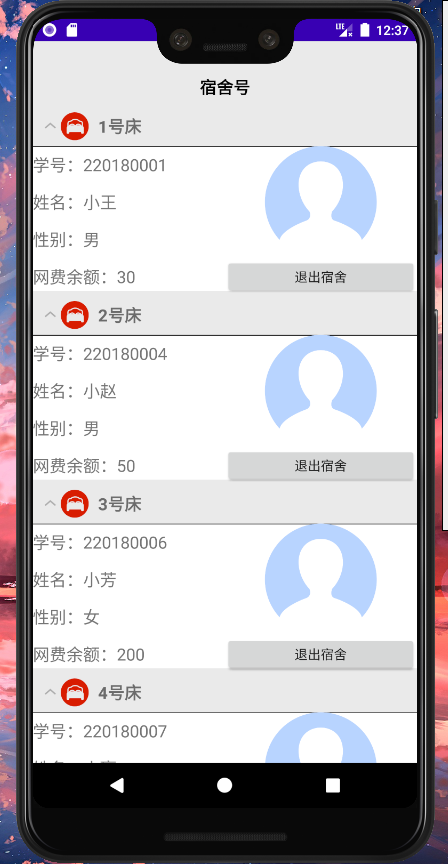 LTE 12:37
宿舍号
1号床
学号：220180001
姓名：小王
性别：男
网费余额：30
退出宿舍
2号床
学号：220180004
姓名：小赵
性别：男
网费余额：50
退出宿舍
3号床
学号：220180006
姓名：小芳
性别：女
网费余额：200
退出宿舍
4号床
学号：220180007